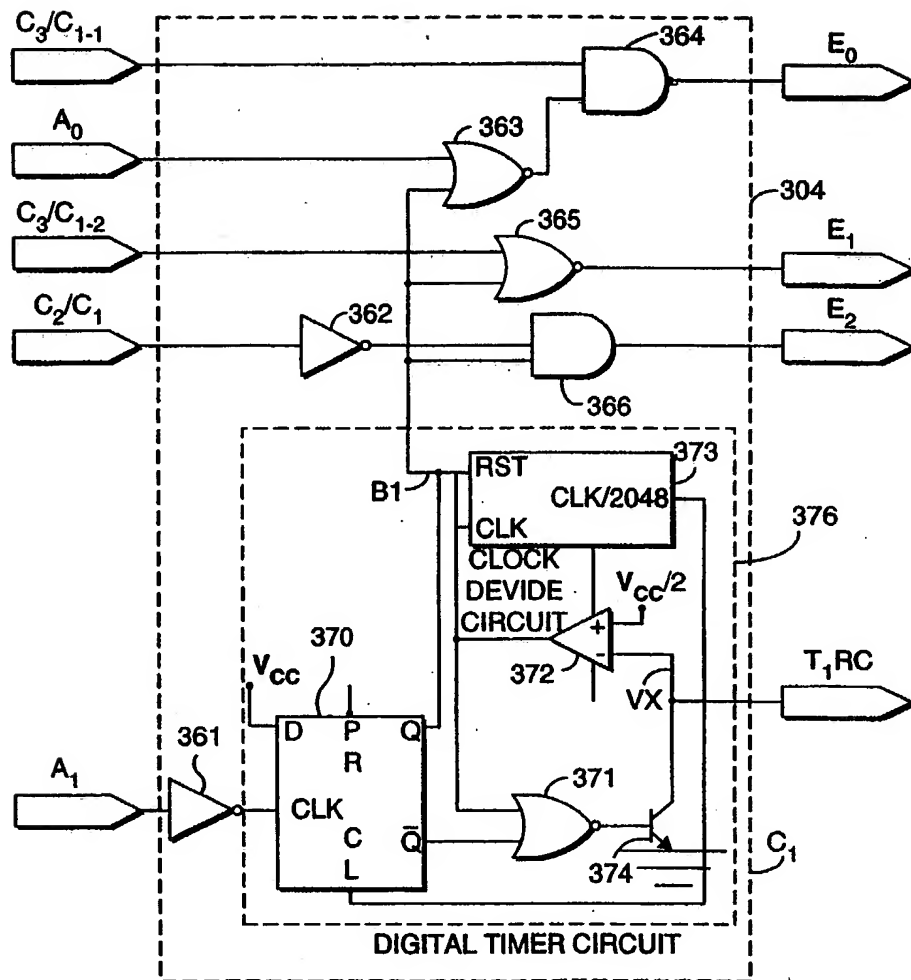 C3/C1-1
364
E0
A0
363
304
C3/C1-2
365
E1
C2/C1
362
E2
366
B1
RST
373
CLK/2048
CLK
376
CLOCK
DEVIDE
CIRCUIT
VCC/2
+
-
372
370
VCC
VX
T1RC
D
P
R
Q
361
A1
371
CLK
C
L
Q̄
374
C1
DIGITAL TIMER CIRCUIT